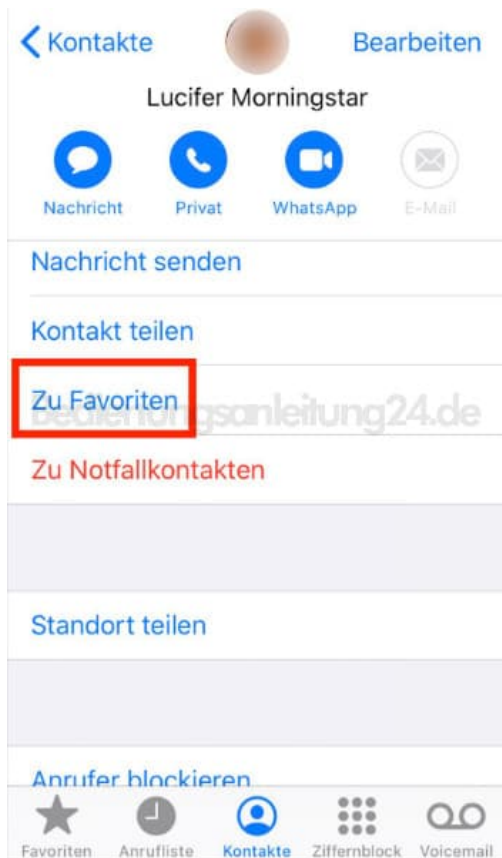 Kontakte
Bearbeiten
Lucifer Morningstar
Nachricht
Privat
WhatsApp
E-Mail
Nachricht senden
Kontakt teilen
Zu Favoriten
bedienungsanleitung24.de
Zu Notfallkontakten
Standort teilen
Anrufer blockieren
Favoriten
Anrufliste
Kontakte
Ziffernblock
Voicemail